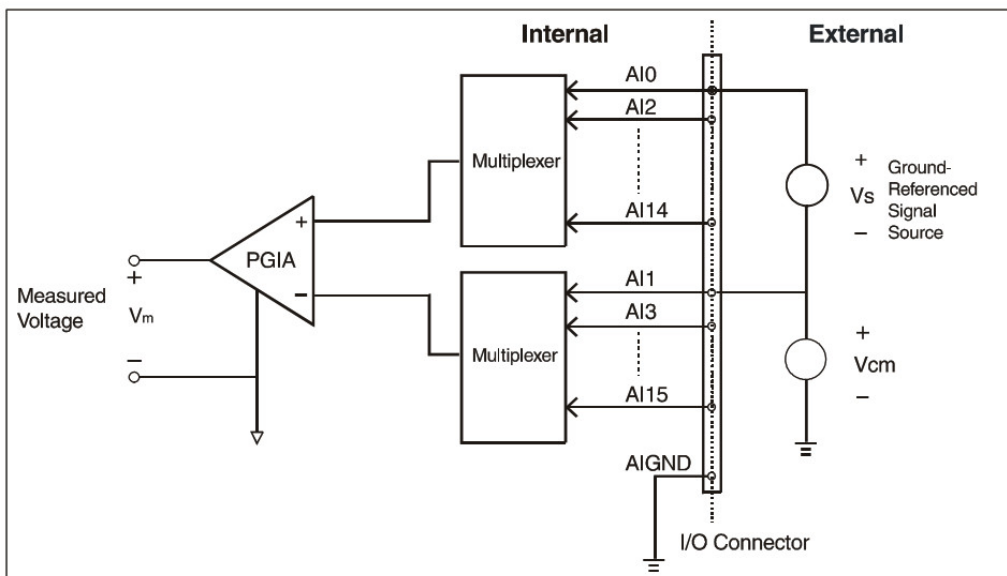 Internal
External
AI0
AI2
Multiplexer
AI14
+
Vs
−
Ground-
Referenced
Signal
Source
+
PGIA
−
Measured
Voltage
+
Vm
−
AI1
AI3
Multiplexer
AI15
+
Vcm
−
AIGND
I/O Connector